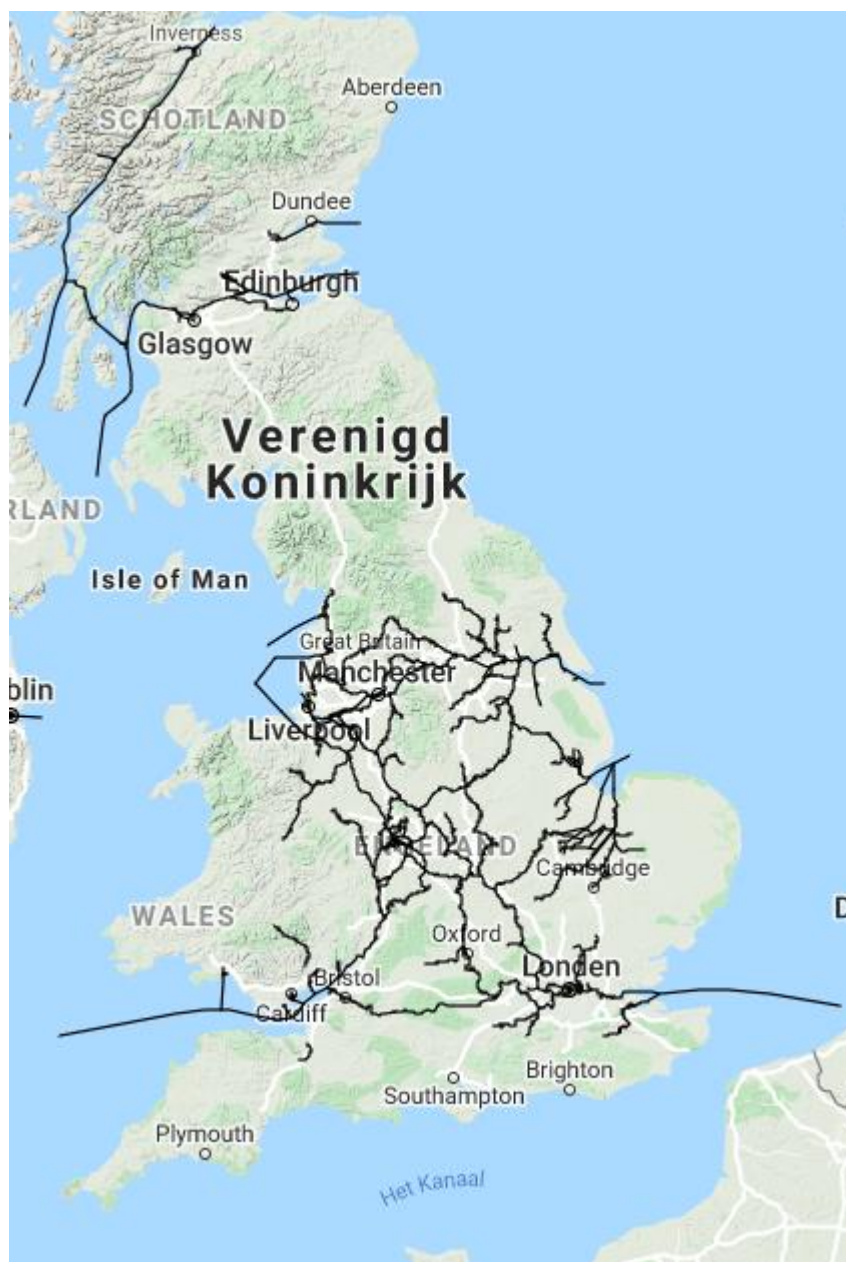 Inverness
Aberdeen
SCHOTLAND
Dundee
Edinburgh
Glasgow
Verenigd
Koninkrijk
RLAND
Isle of Man
Great Britain
Manchester
blin
Liverpool
ENGELAND
Cambridge
WALES
D
Oxford
Londen
Bristol
Cardiff
Brighton
Southampton
Plymouth
Het Kanaal